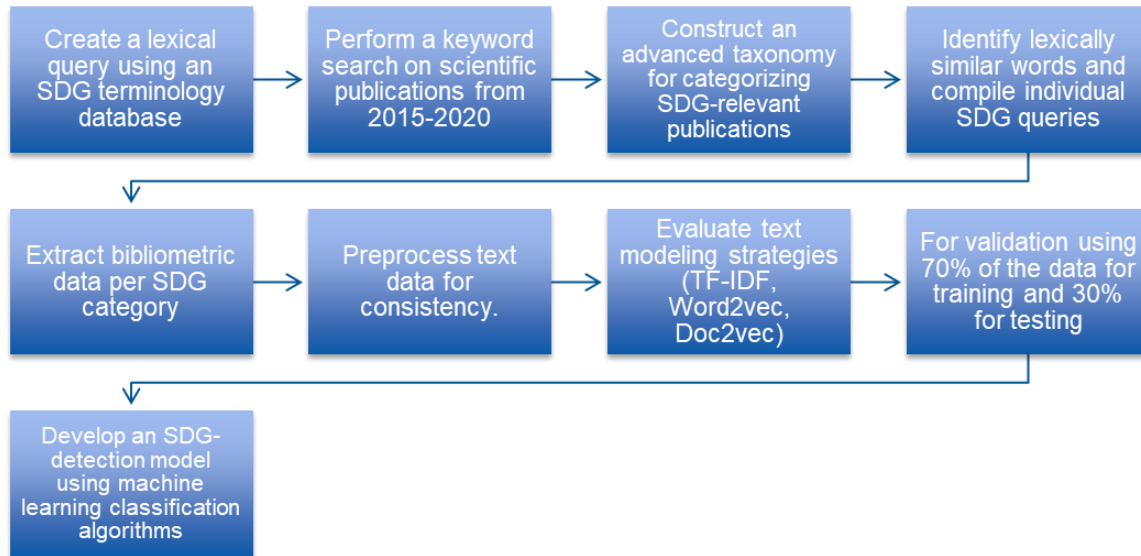 Create a lexical
query using an
SDG terminology
database
Perform a keyword
search on scientific
publications from
2015-2020
Construct an
advanced taxonomy
for categorizing
SDG-relevant
publications
Identify lexically
similar words and
compile individual
SDG queries
Extract bibliometric
data per SDG
category
Preprocess text
data for
consistency.
Evaluate text
modeling strategies
(TF-IDF,
Word2vec,
Doc2vec)
For validation using
70% of the data for
training and 30%
for testing
Develop an SDG-
detection model
using machine
learning classification
algorithms